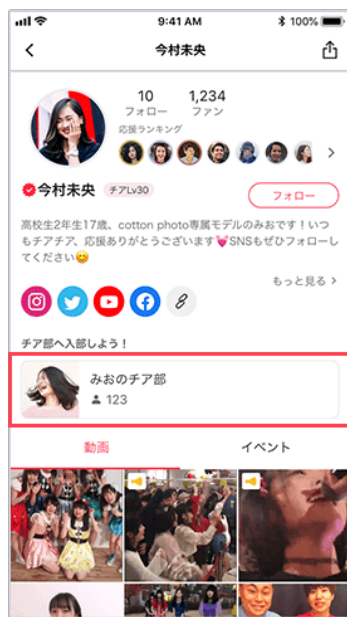 9:41 AM
100%
今村未央
10 1,234
フォロー ファン
応援ランキング
今村未央 チアLv30
フォロー
高校生2年生17歳、cotton photo専属モデルのみおです！いつ
もチアチア、応援ありがとうございます💓SNSもぜひフォローし
てください😊
もっと見る
チア部へ入部しよう！
みおのチア部
123
動画 イベント